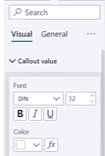 Search
Visual General ...
Callout value
Font
DIN 32
B I U
Color
fx